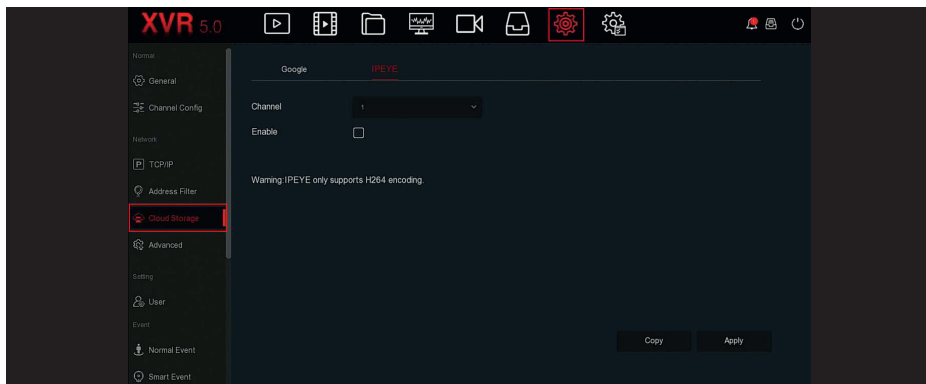 XVR 5.0
Normal
General
Channel Config
Network
P TCP/IP
Address Filter
Cloud Storage
Advanced
Setting
User
Event
Normal Event
Smart Event
Google IPEYE
Channel 1
Enable
Warning:IPEYE only supports H264 encoding.
Copy Apply